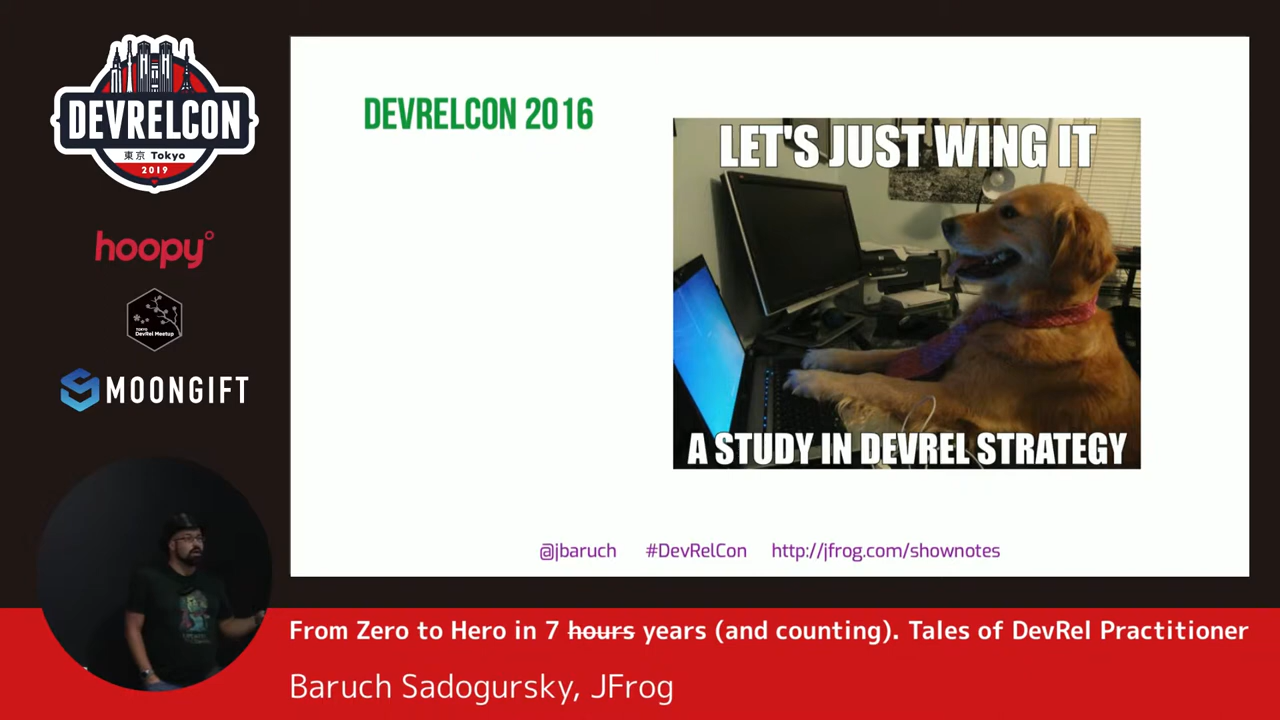 DEVRELCON
東京 Tokyo
2019
hoopy
TOKYO
DevRel Meetup
MOONGIFT
DEVRELCON 2016
LET'S JUST WING IT
A STUDY IN DEVREL STRATEGY
@jbaruch #DevRelCon http://jfrog.com/shownotes
From Zero to Hero in 7 hours years (and counting). Tales of DevRel Practitioner
Baruch Sadogursky, JFrog